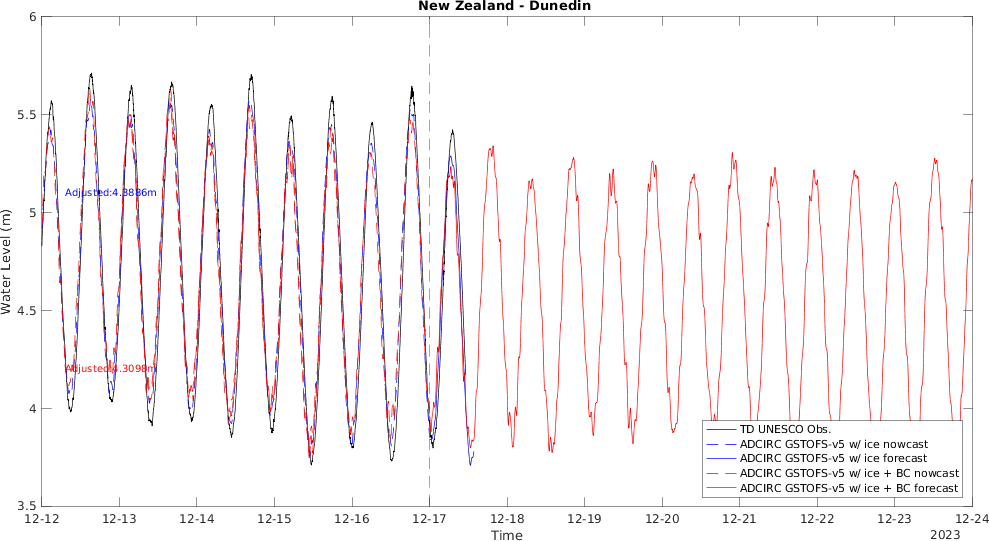 New Zealand - Dunedin
6
5.5
5
4.5
4
3.5
Water Level (m)
Adjusted:4.3886m
Adjusted:4.3098m
TD UNESCO Obs.
ADCIRC GSTOFS-v5 w/ ice nowcast
ADCIRC GSTOFS-v5 w/ ice forecast
ADCIRC GSTOFS-v5 w/ ice + BC nowcast
ADCIRC GSTOFS-v5 w/ ice + BC forecast
12-12 12-13 12-14 12-15 12-16 12-17 12-18 12-19 12-20 12-21 12-22 12-23 12-24
Time
2023